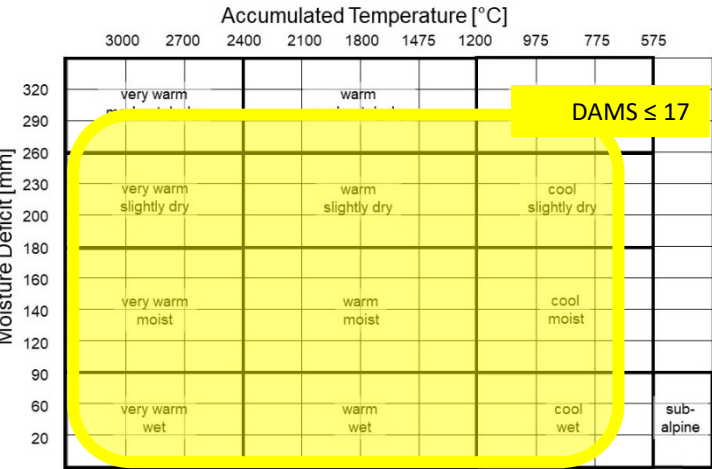 Accumulated Temperature [°C]
3000 2700 2400 2100 1800 1475 1200 975 775 575
DAMS ≤ 17
Moisture Deficit [mm]
320
290
260
230
200
180
160
140
120
90
60
20
very warm
warm
very warm
slightly dry
warm
slightly dry
cool
slightly dry
very warm
moist
warm
moist
cool
moist
very warm
wet
warm
wet
cool
wet
sub-
alpine